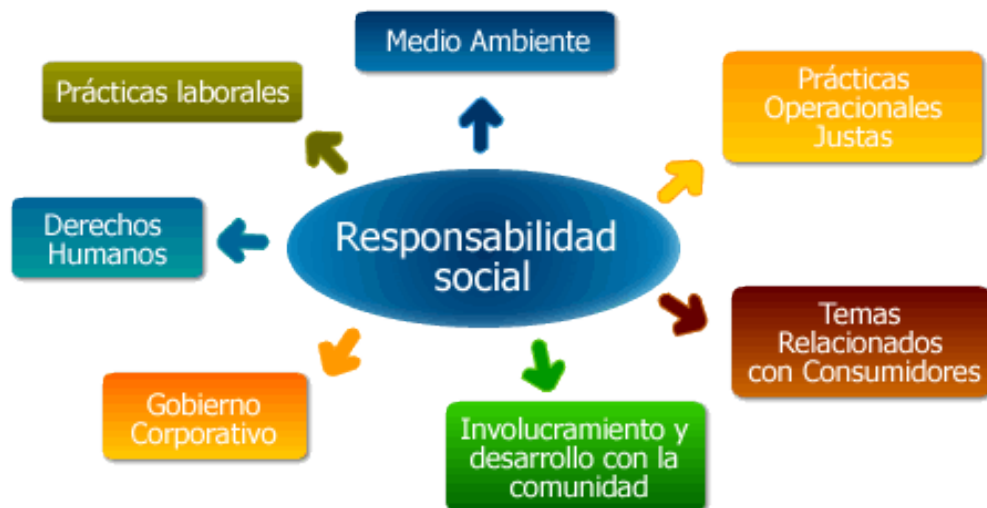 Medio Ambiente
Prácticas laborales
Prácticas
Operacionales
Justas
Derechos
Humanos
Responsabilidad
social
Temas
Relacionados
con Consumidores
Gobierno
Corporativo
Involucramiento y
desarrollo con la
comunidad